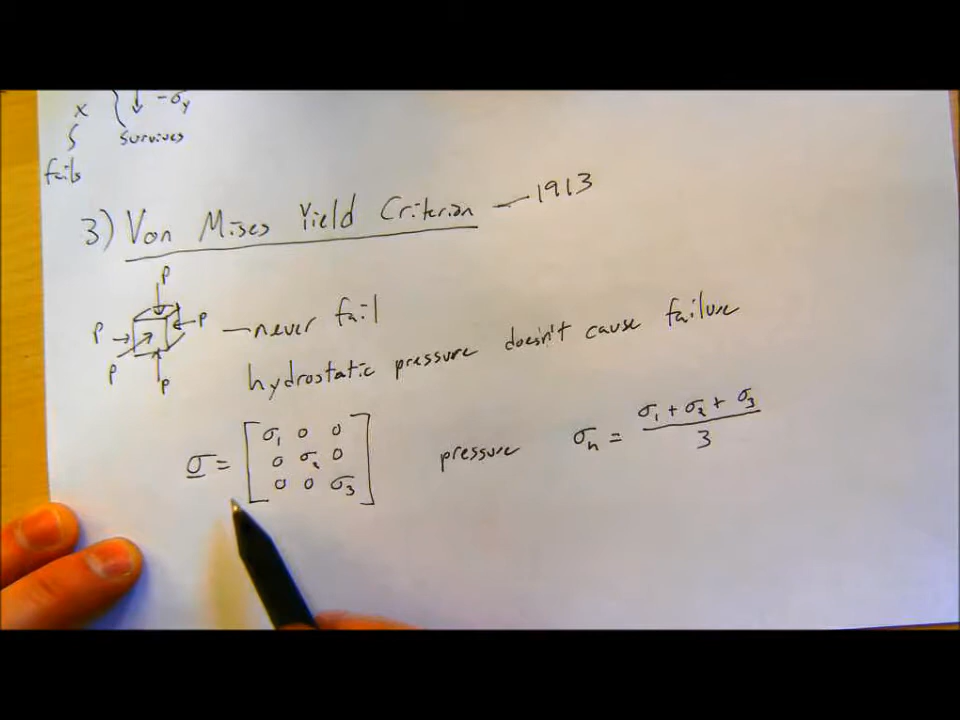 x
- σy
S
Survives
fails
3) Von Mises Yield Criterion — 1913
P
P P
P P
— never fail
hydrostatic pressure doesn't cause failure
σ = [ σ1 0 0
0 σ2 0
0 0 σ3 ]
pressure
σh = σ1 + σ2 + σ3
3